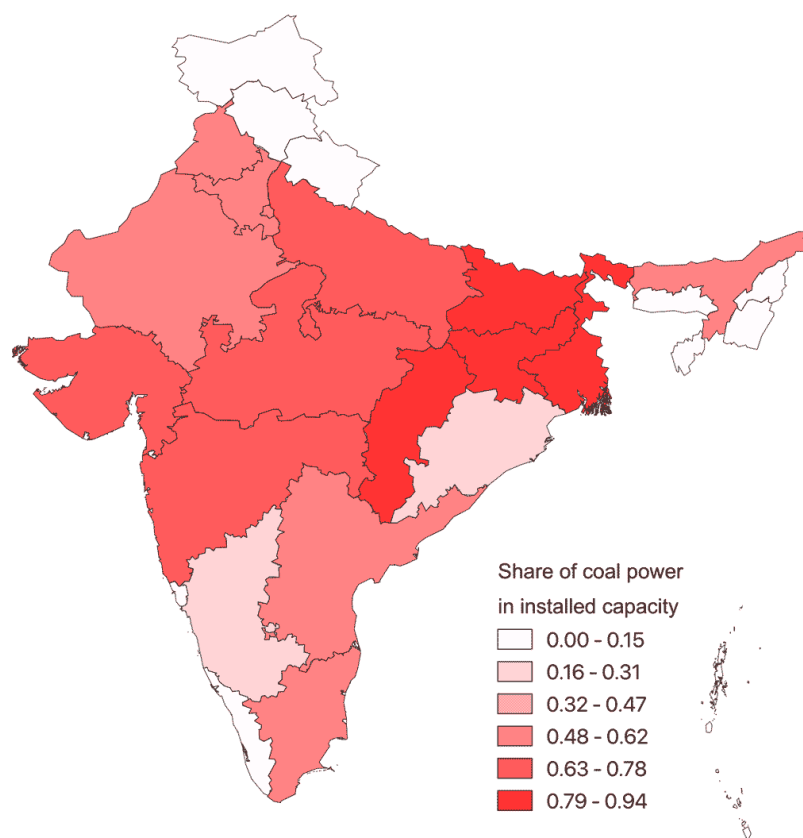 Share of coal power
in installed capacity
0.00 - 0.15
0.16 - 0.31
0.32 - 0.47
0.48 - 0.62
0.63 - 0.78
0.79 - 0.94